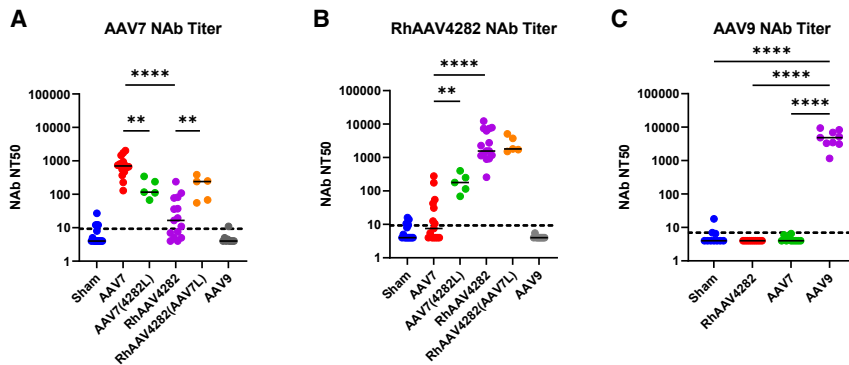 A
AAV7 NAb Titer
****
**
**
NAb NT50
100000
10000
1000
100
10
1
Sham
AAV7
AAV7(4282L)
RhAAV4282
RhAAV4282(AAV7L)
AAV9
B
RhAAV4282 NAb Titer
****
**
NAb NT50
100000
10000
1000
100
10
1
Sham
AAV7
AAV7(4282L)
RhAAV4282
RhAAV4282(AAV7L)
AAV9
C
AAV9 NAb Titer
****
****
****
NAb NT50
100000
10000
1000
100
10
1
Sham
RhAAV4282
AAV7
AAV9